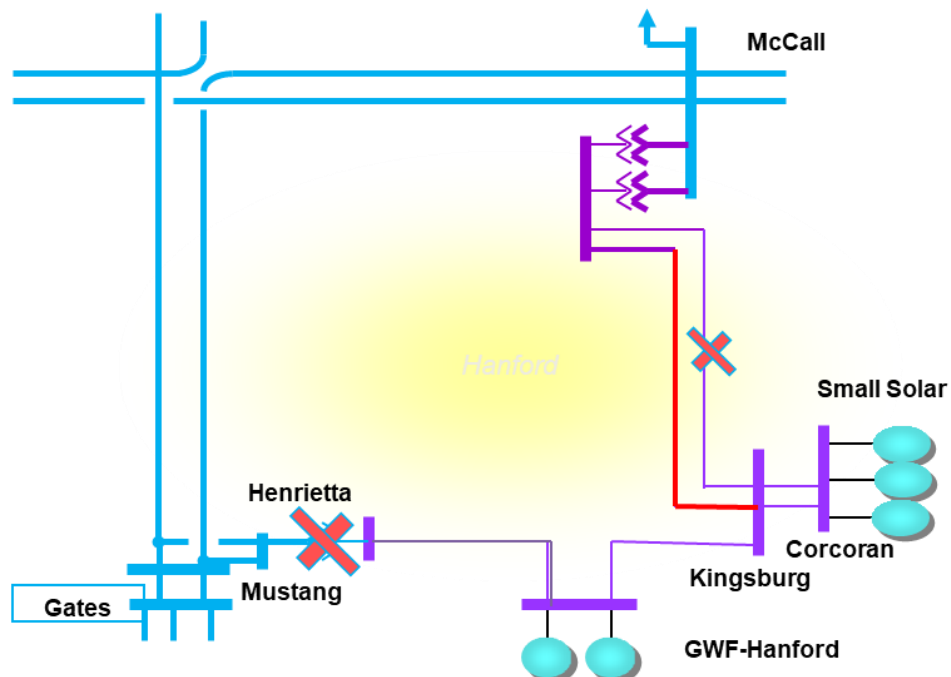 McCall
Hanford
Small Solar
Henrietta
Corcoran
Kingsburg
Mustang
Gates
GWF-Hanford